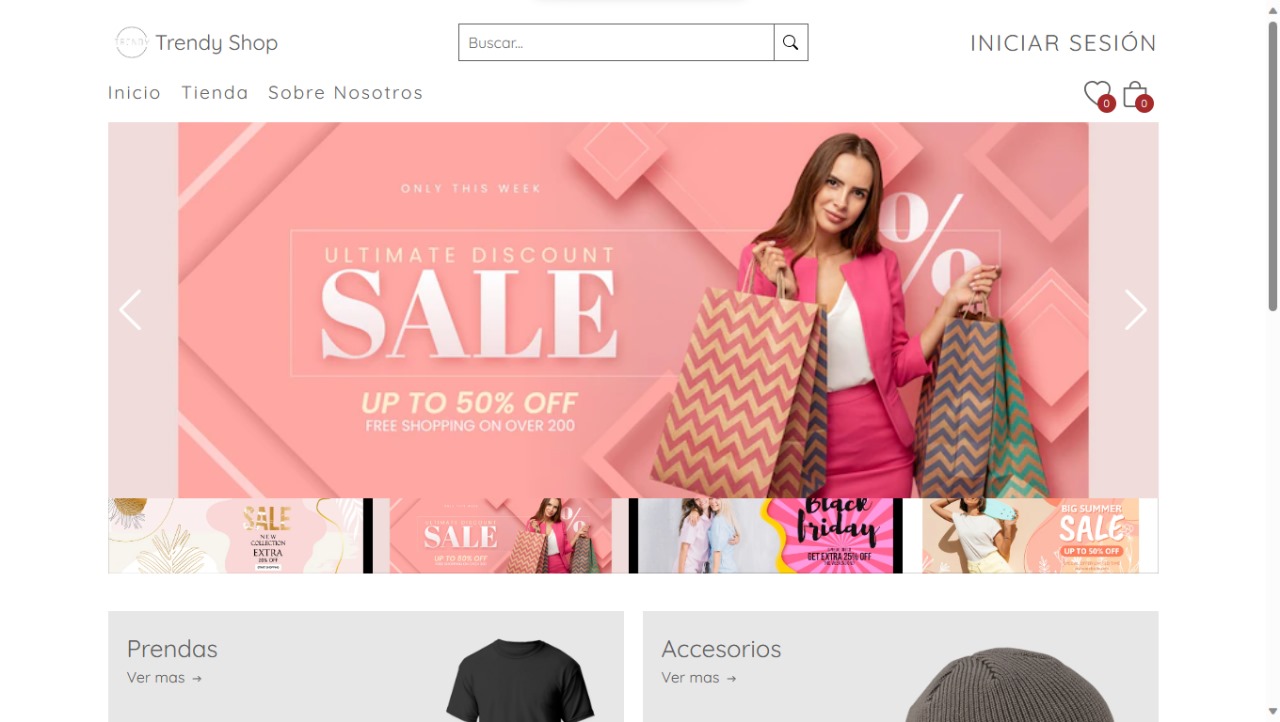 Trendy Shop
Buscar...
INICIAR SESIÓN
Inicio
Tienda
Sobre Nosotros
0
0
ONLY THIS WEEK
ULTIMATE DISCOUNT
SALE
%
UP TO 50% OFF
FREE SHOPPING ON OVER 200
SALE
NEW
COLLECTION
EXTRA
ULTIMATE DISCOUNT
SALE
%
UP TO 50% OFF
Black
Friday
GET EXTRA 25% OFF
BIG SUMMER
SALE
UP TO 50% OFF
Prendas
Ver mas →
Accesorios
Ver mas →